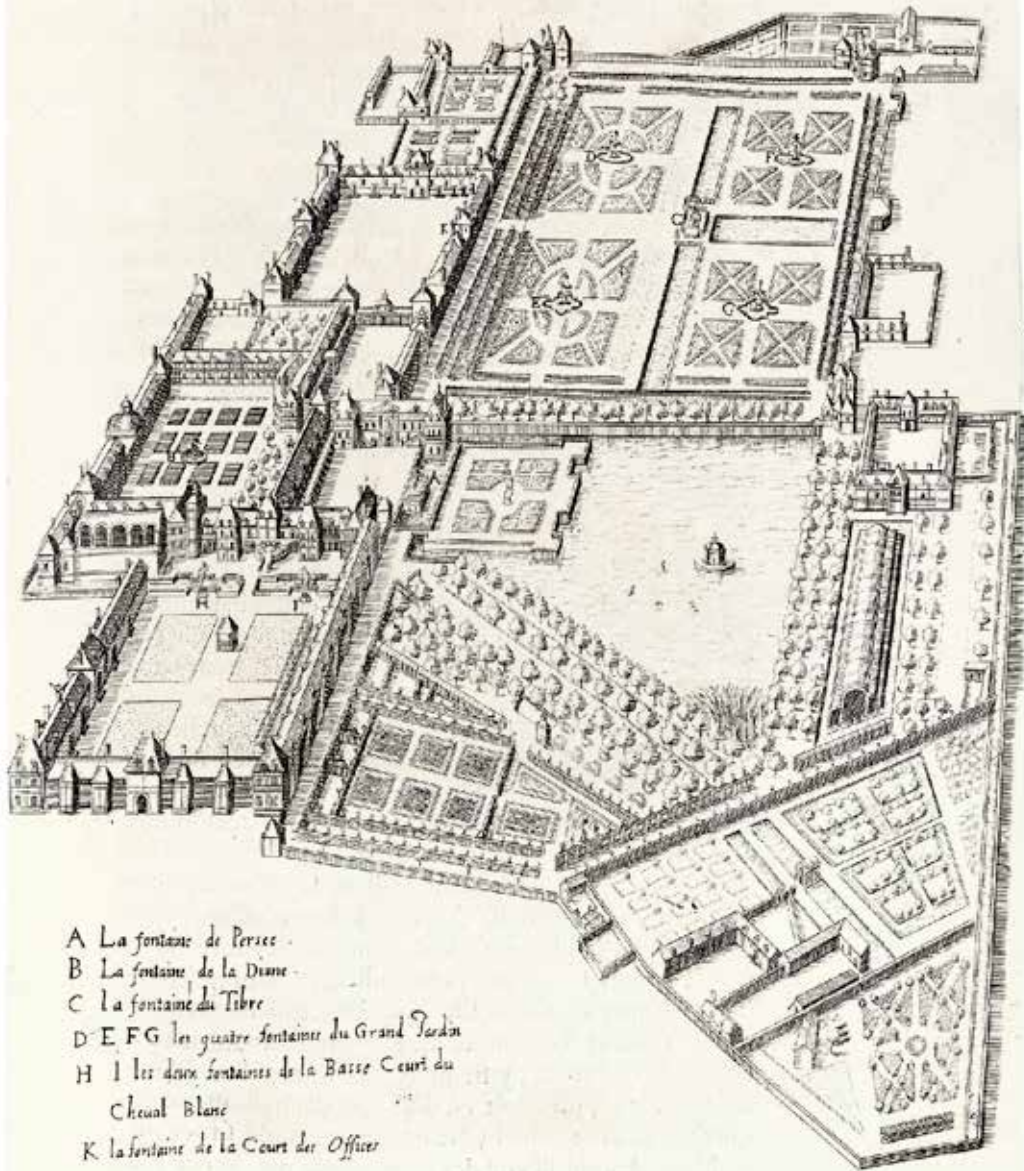 A La fontaine de Persee.
B La fontaine de la Diane.
C la fontaine du Tibre
D E F G les quatre fontaines du Grand Jardin
H I les deux fontaines de la Basse Court du
Cheual Blanc
K la fontaine de la Court des Offices